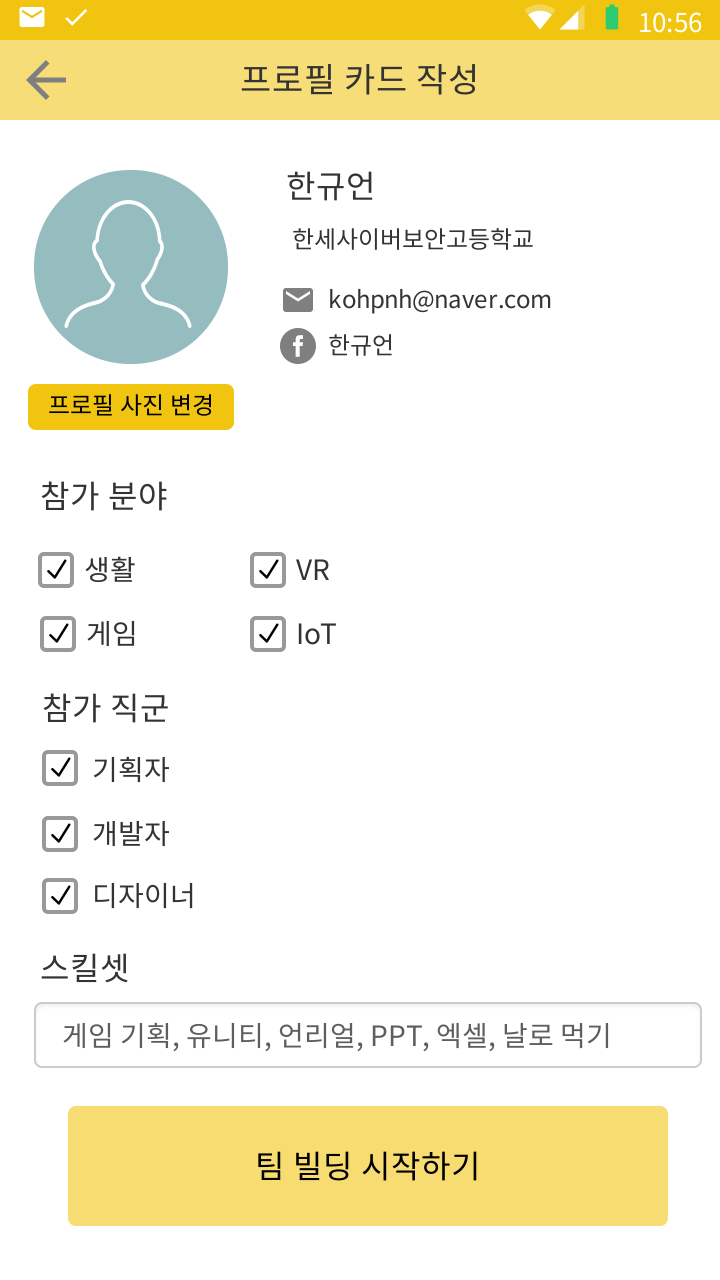 10:56
프로필 카드 작성
한규언
한세사이버보안고등학교
kohpnh@naver.com
한규언
프로필 사진 변경
참가 분야
생활 VR
게임 IoT
참가 직군
기획자
개발자
디자이너
스킬셋
게임 기획, 유니티, 언리얼, PPT, 엑셀, 날로 먹기
팀 빌딩 시작하기